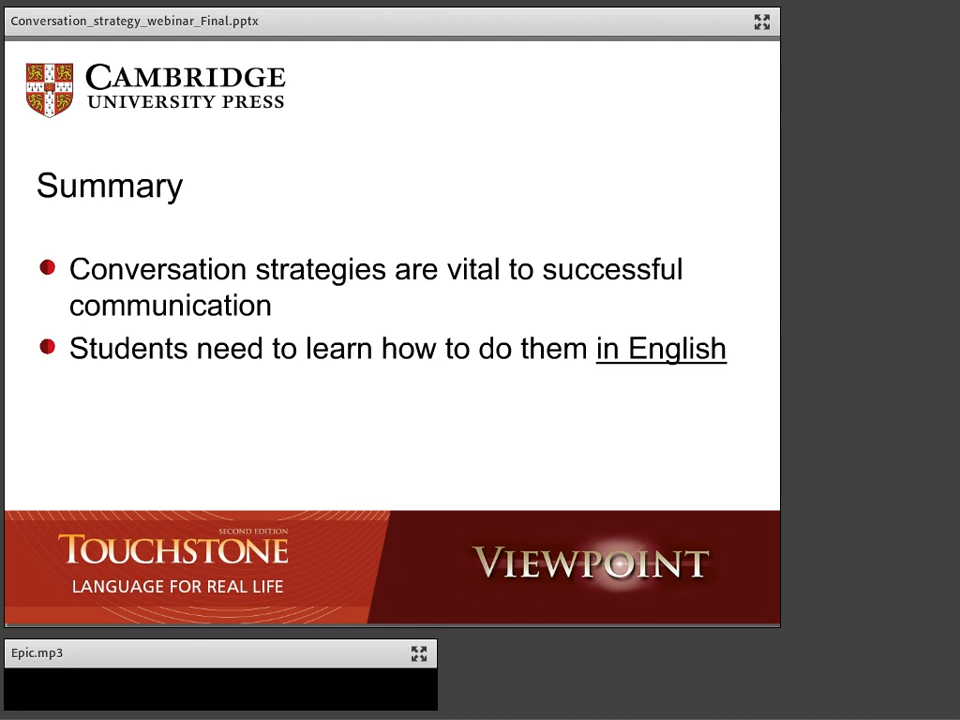 Conversation_strategy_webinar_Final.pptx
CAMBRIDGE
UNIVERSITY PRESS
Summary
Conversation strategies are vital to successful
communication
Students need to learn how to do them in English
SECOND EDITION
TOUCHSTONE
LANGUAGE FOR REAL LIFE
VIEWPOINT
Epic.mp3